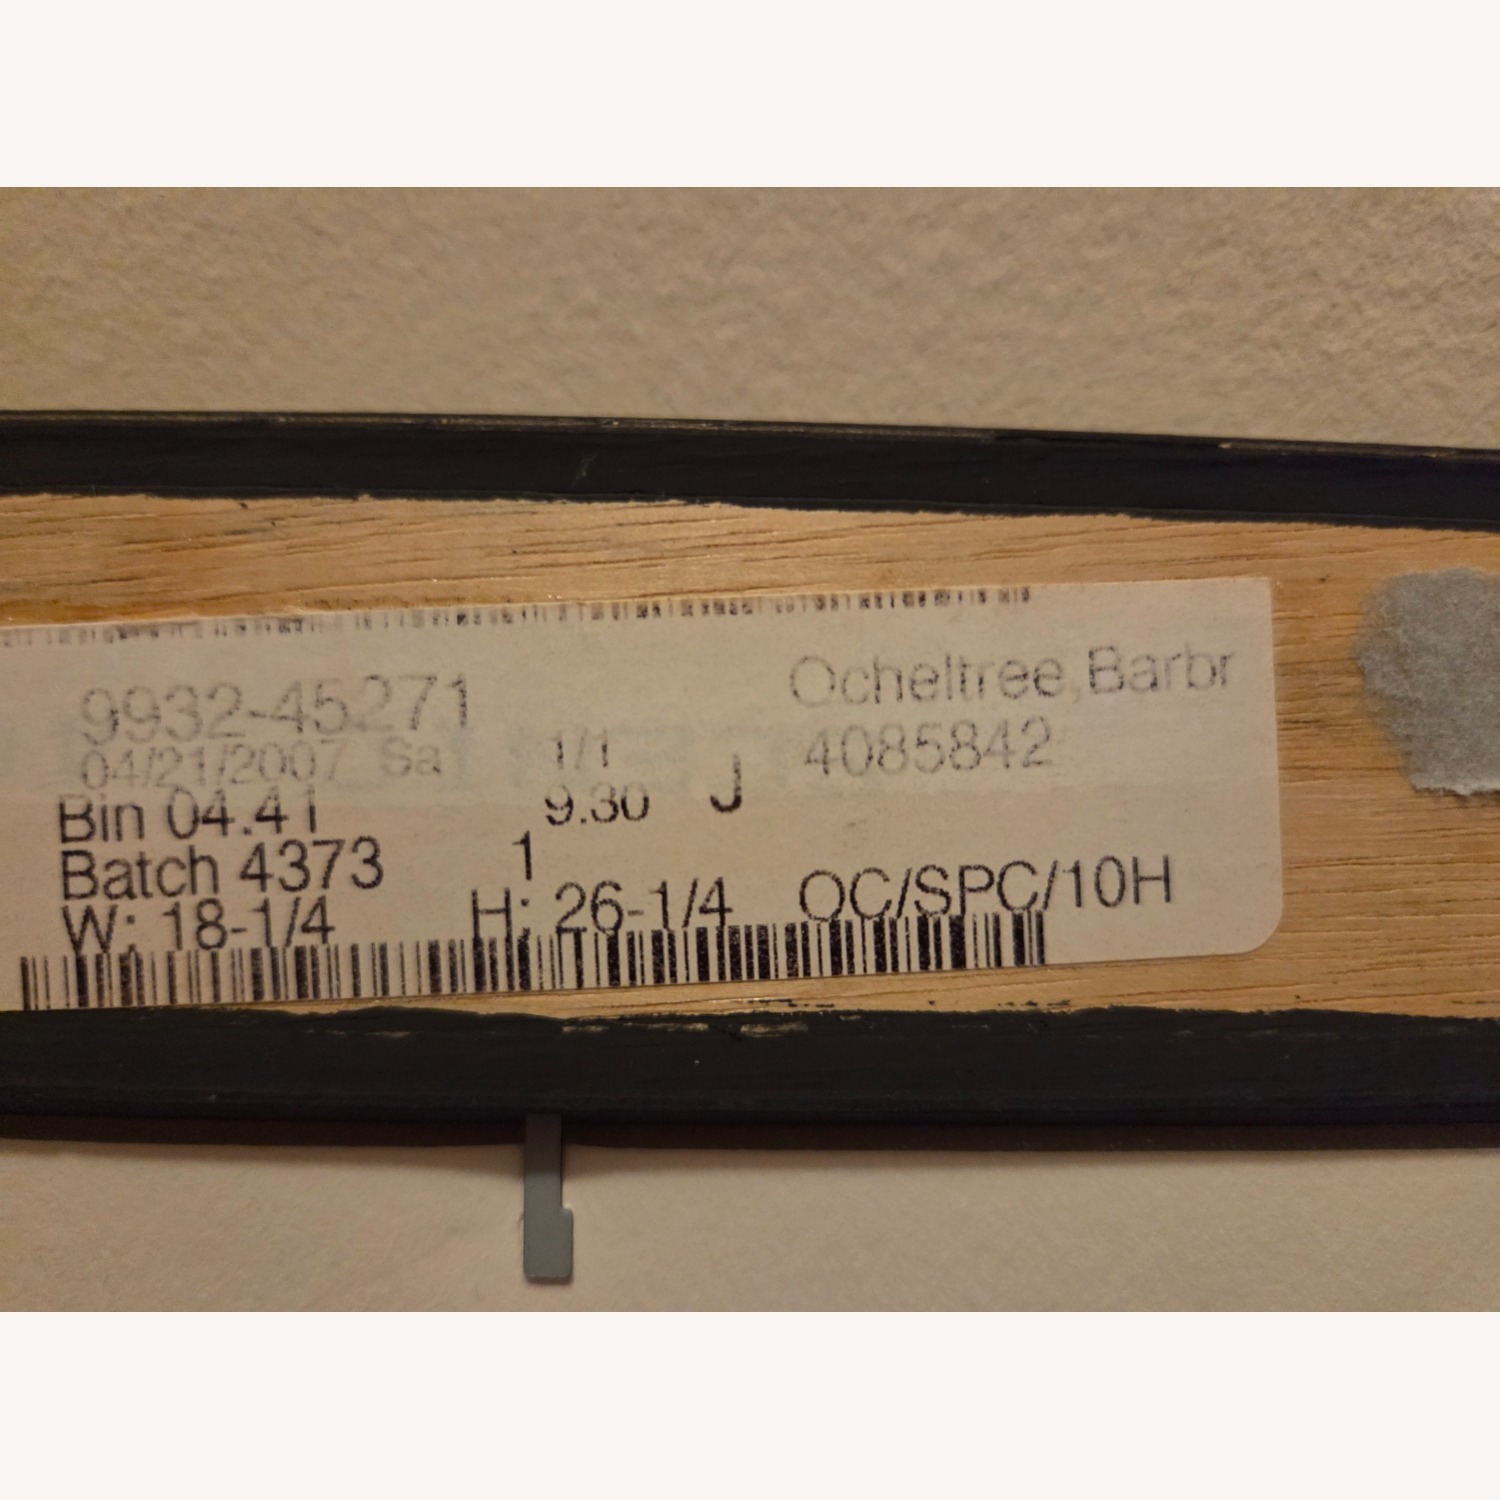 9932-45271 Ocheltree,Barbr
04/21/2007 Sa 1/1 4085842
Bin 04.41 9.30 J
Batch 4373 1
W: 18-1/4 H: 26-1/4 OC/SPC/10H